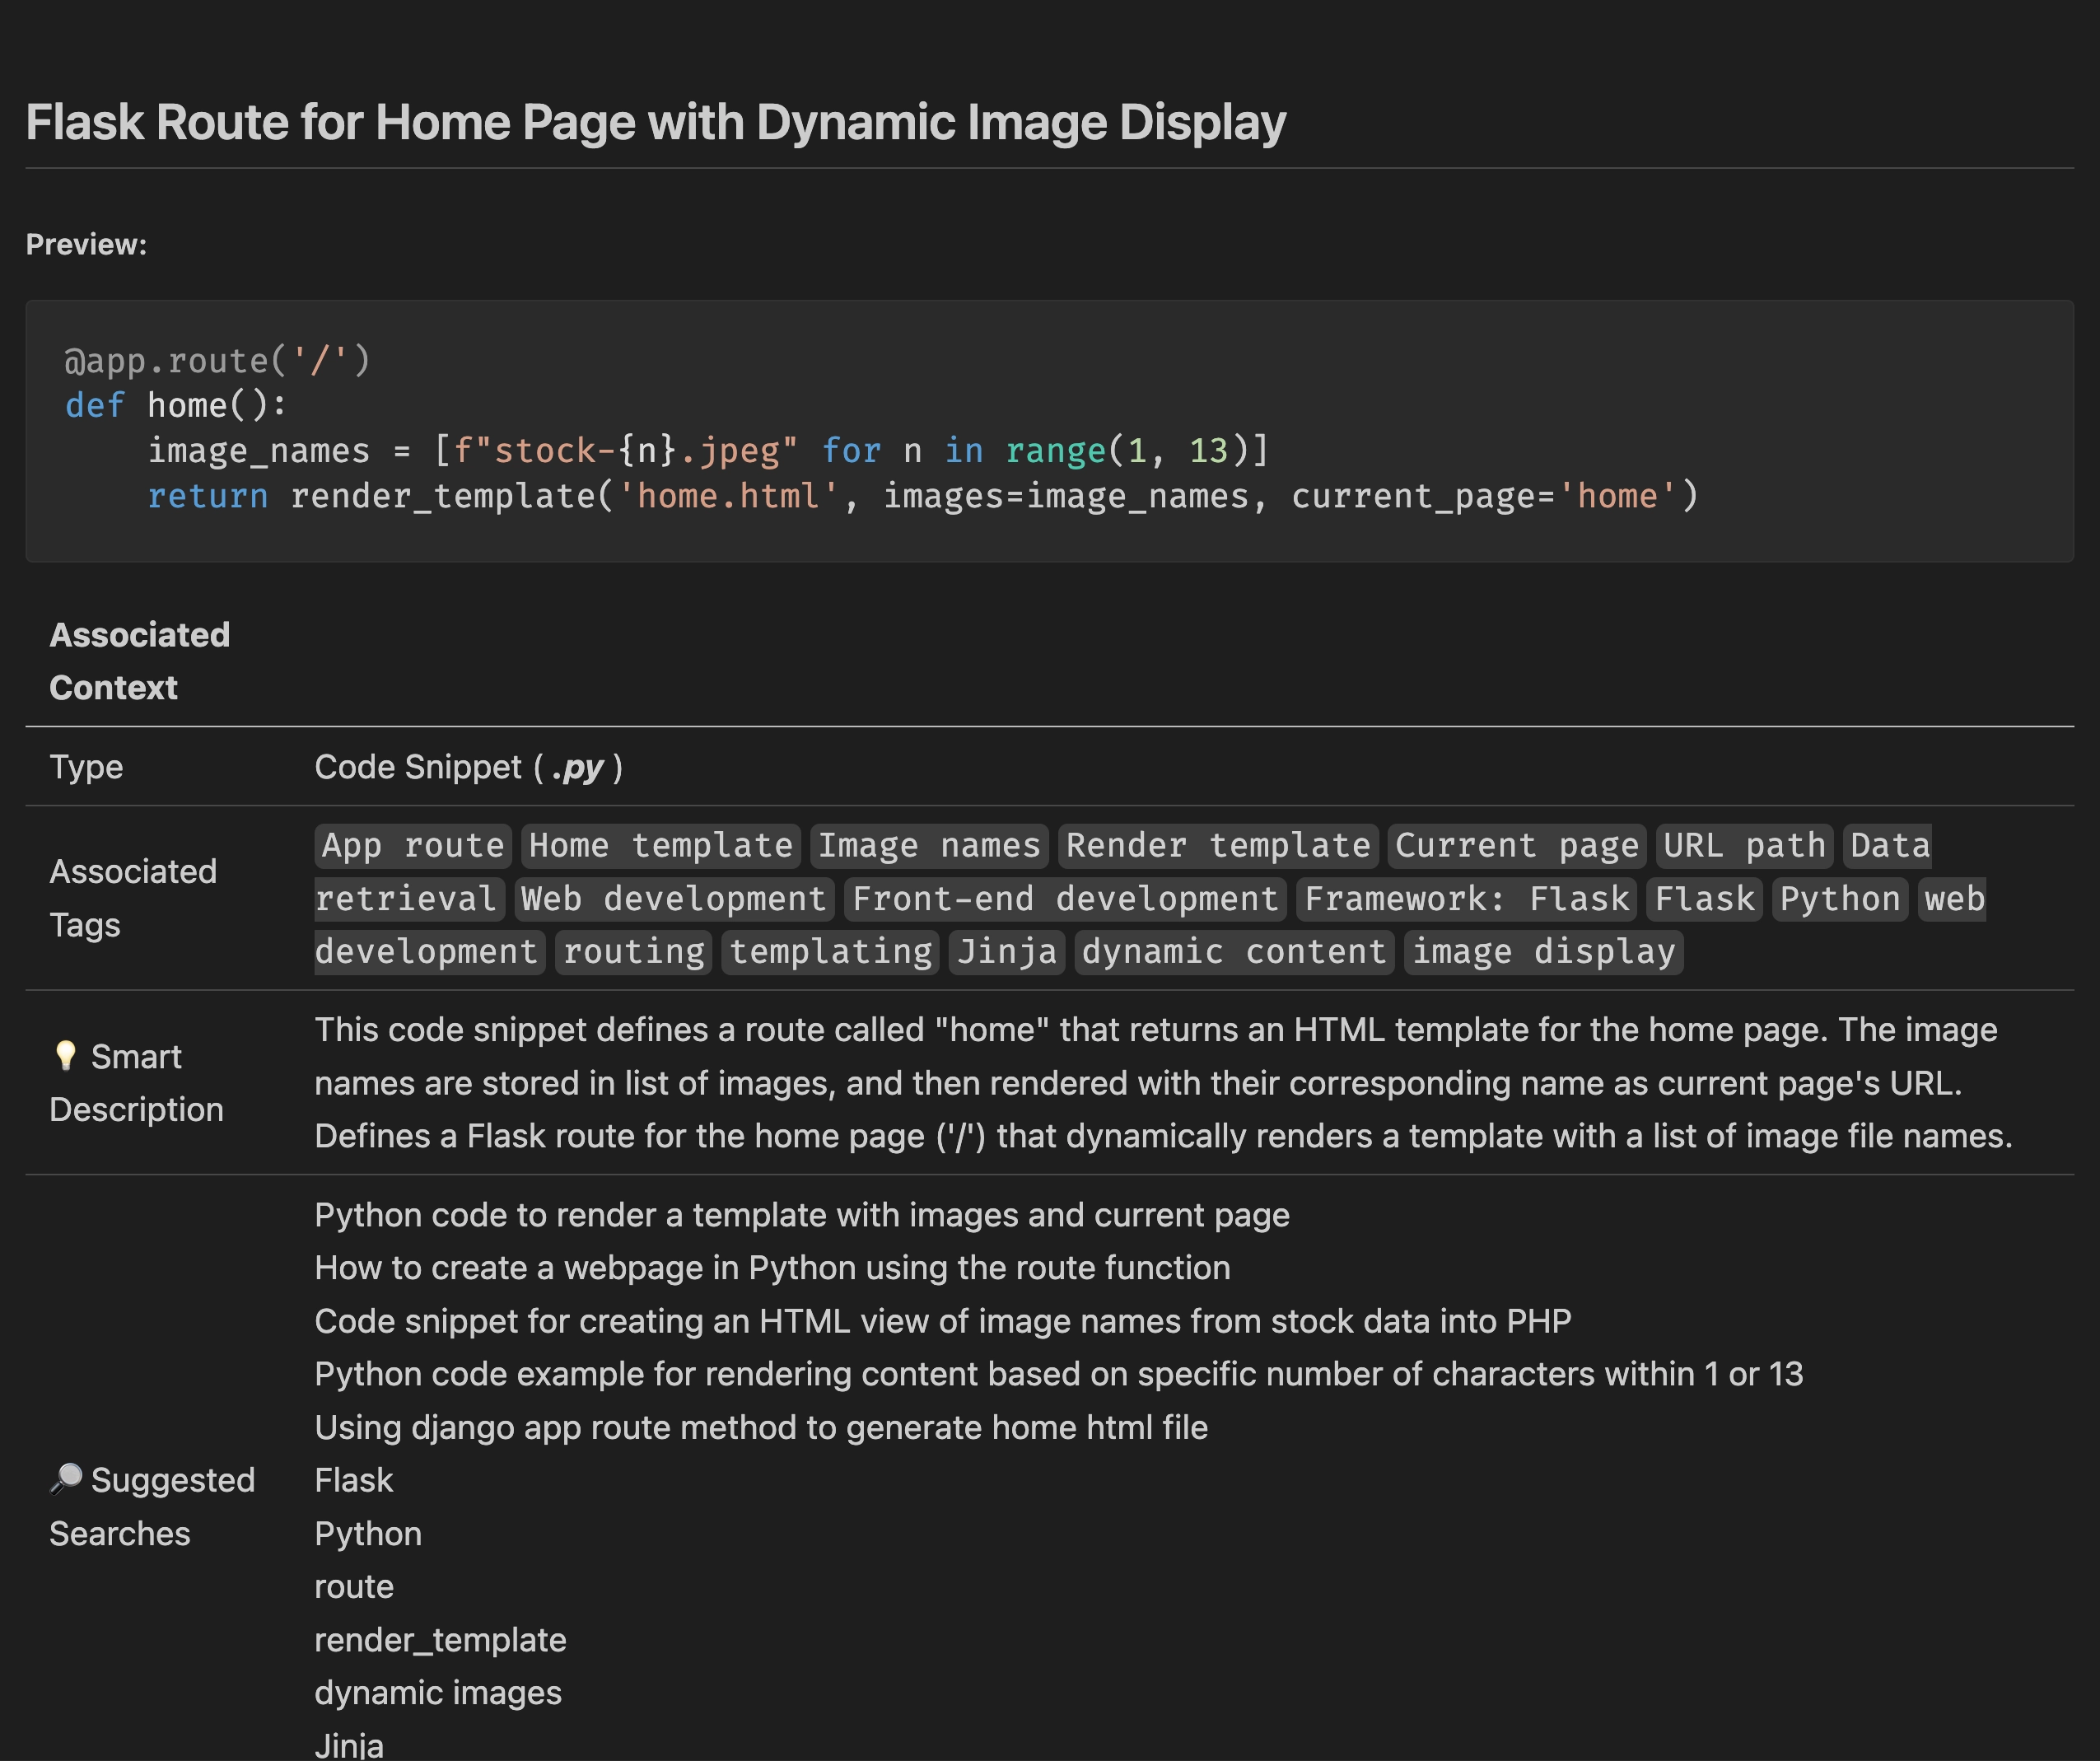 Flask Route for Home Page with Dynamic Image Display
Preview:
@app.route('/')
def home():
    image_names = [f"stock-{n}.jpeg" for n in range(1, 13)]
    return render_template('home.html', images=image_names, current_page='home')
Associated
Context
Type
Code Snippet ( .py )
Associated
Tags
App route Home template Image names Render template Current page URL path Data
retrieval Web development Front-end development Framework: Flask Flask Python web
development routing templating Jinja dynamic content image display
💡 Smart
Description
This code snippet defines a route called "home" that returns an HTML template for the home page. The image
names are stored in list of images, and then rendered with their corresponding name as current page's URL.
Defines a Flask route for the home page ('/') that dynamically renders a template with a list of image file names.
🔎 Suggested
Searches
Python code to render a template with images and current page
How to create a webpage in Python using the route function
Code snippet for creating an HTML view of image names from stock data into PHP
Python code example for rendering content based on specific number of characters within 1 or 13
Using django app route method to generate home html file
Flask
Python
route
render_template
dynamic images
Jinja